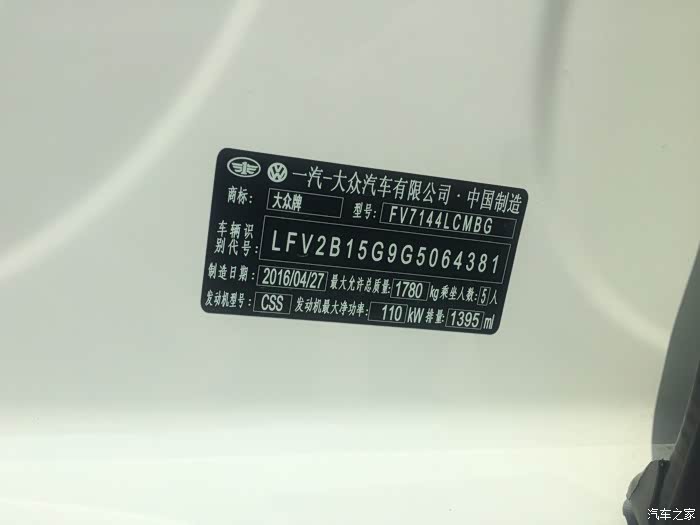 一汽-大众汽车有限公司·中国制造
商标: 大众牌 型号: FV7144LCMBG
车辆识别代号: LFV2B15G9G5064381
制造日期: 2016/04/27 最大允许总质量: 1780 kg 乘坐人数: 5 人
发动机型号: CSS 发动机最大净功率: 110 kW 排量: 1395 ml
汽车之家